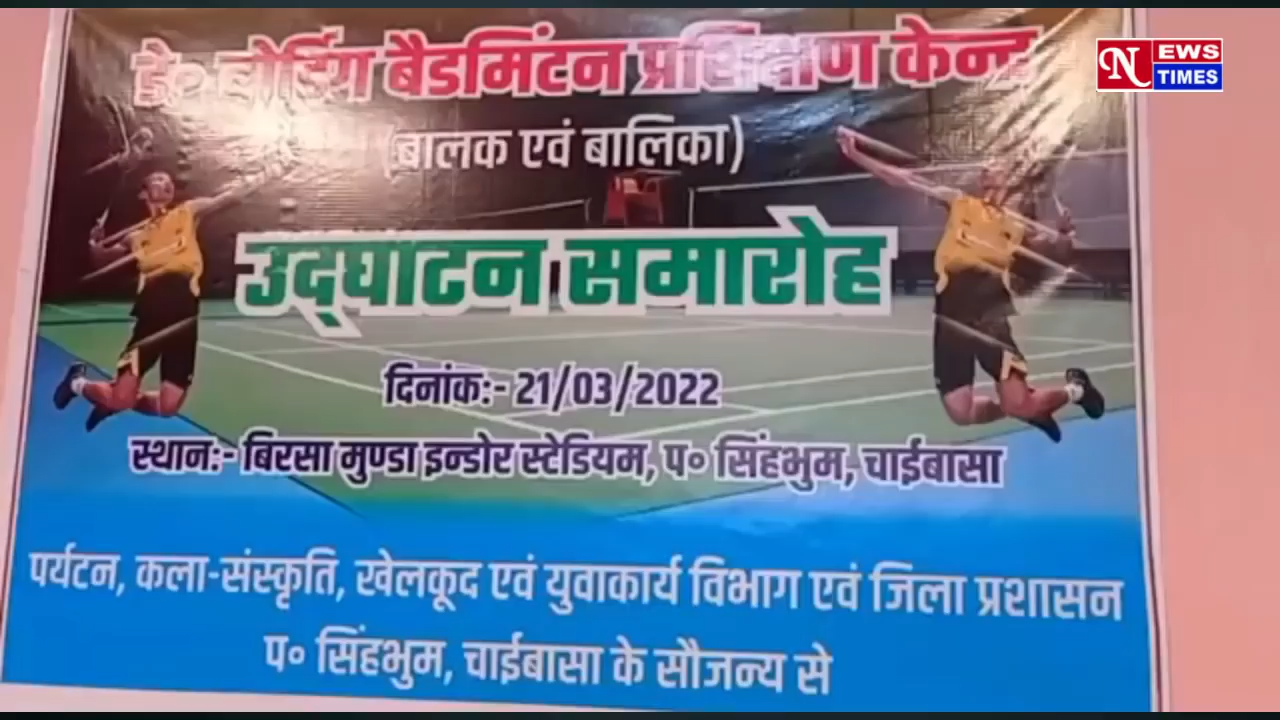 डे० बोर्डिंग बैडमिंटन प्रशिक्षण केन्द्र
(बालक एवं बालिका)
उद्घाटन समारोह
दिनांक:- 21/03/2022
स्थान:- बिरसा मुण्डा इन्डोर स्टेडियम, प० सिंहभुम, चाईबासा
पर्यटन, कला-संस्कृति, खेलकूद एवं युवाकार्य विभाग एवं जिला प्रशासन
प० सिंहभुम, चाईबासा के सौजन्य से
NEWS
TIMES